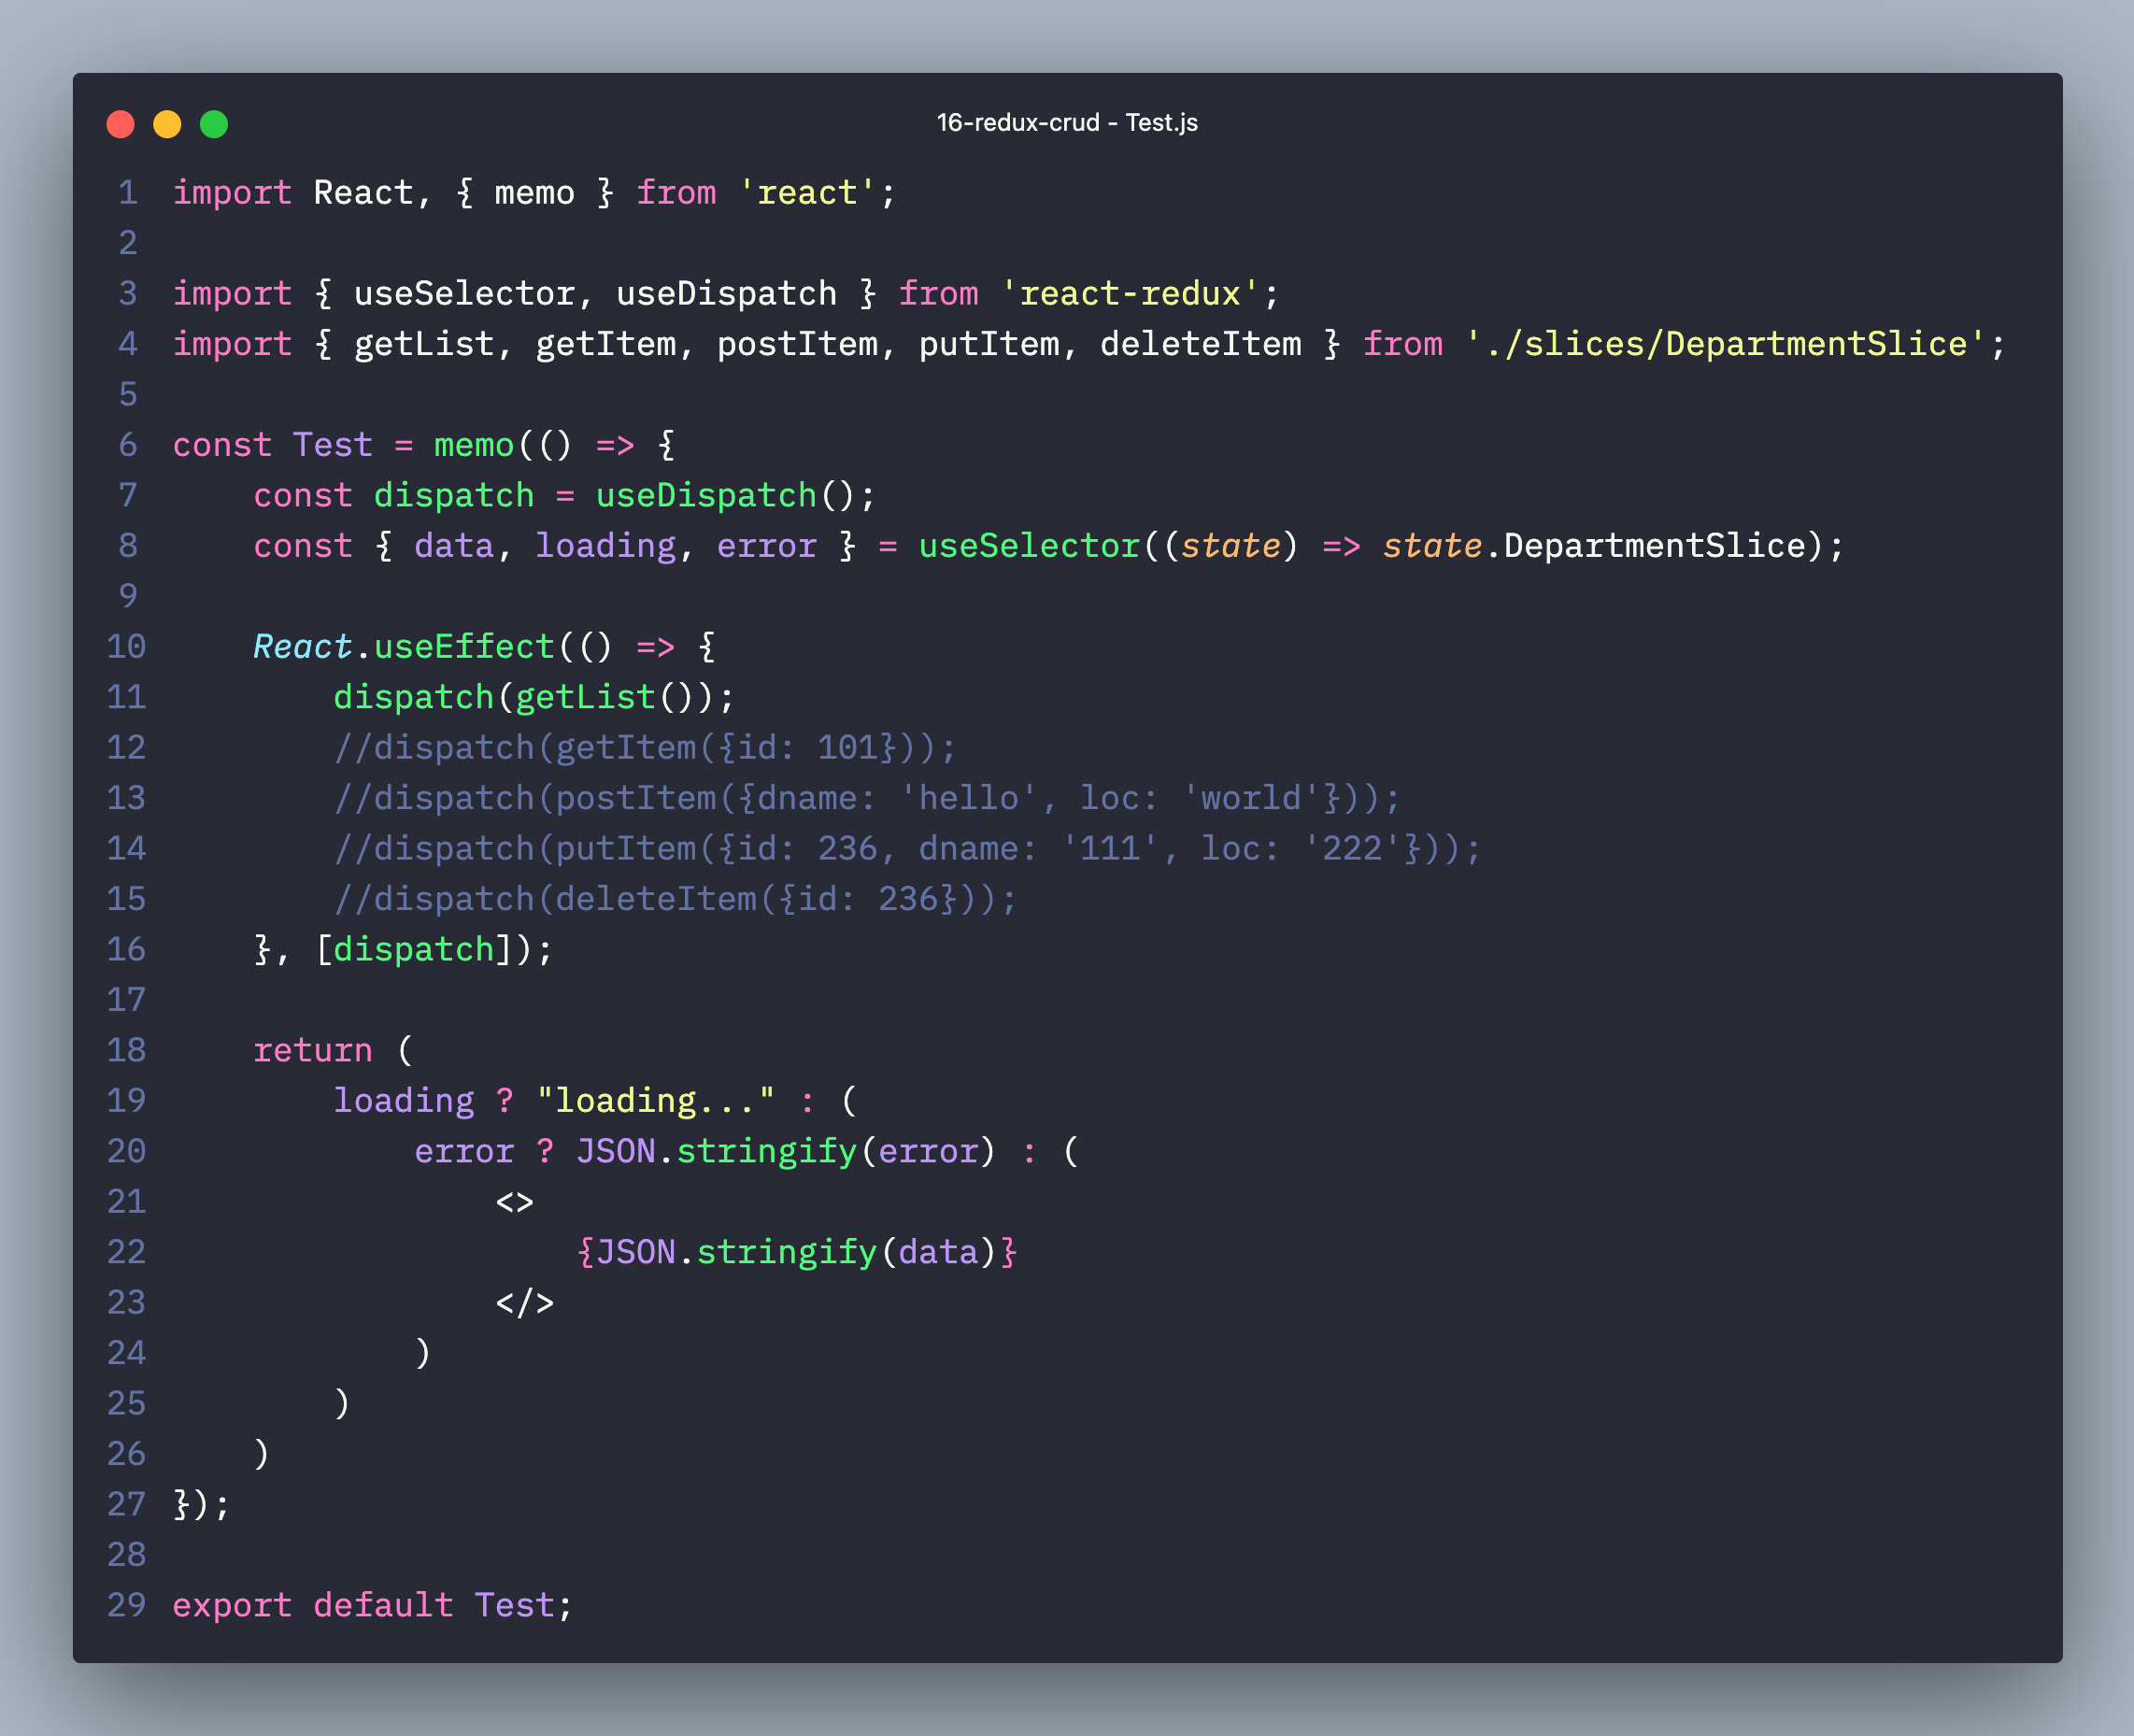 16-redux-crud - Test.js
1 import React, { memo } from 'react';
2
3 import { useSelector, useDispatch } from 'react-redux';
4 import { getList, getItem, postItem, putItem, deleteItem } from './slices/DepartmentSlice';
5
6 const Test = memo(() => {
7     const dispatch = useDispatch();
8     const { data, loading, error } = useSelector((state) => state.DepartmentSlice);
9
10     React.useEffect(() => {
11         dispatch(getList());
12         //dispatch(getItem({id: 101}));
13         //dispatch(postItem({dname: 'hello', loc: 'world'}));
14         //dispatch(putItem({id: 236, dname: '111', loc: '222'}));
15         //dispatch(deleteItem({id: 236}));
16     }, [dispatch]);
17
18     return (
19         loading ? "loading..." : (
20             error ? JSON.stringify(error) : (
21                 <>
22                     {JSON.stringify(data)}
23                 </>
24             )
25         )
26     )
27 });
28
29 export default Test;